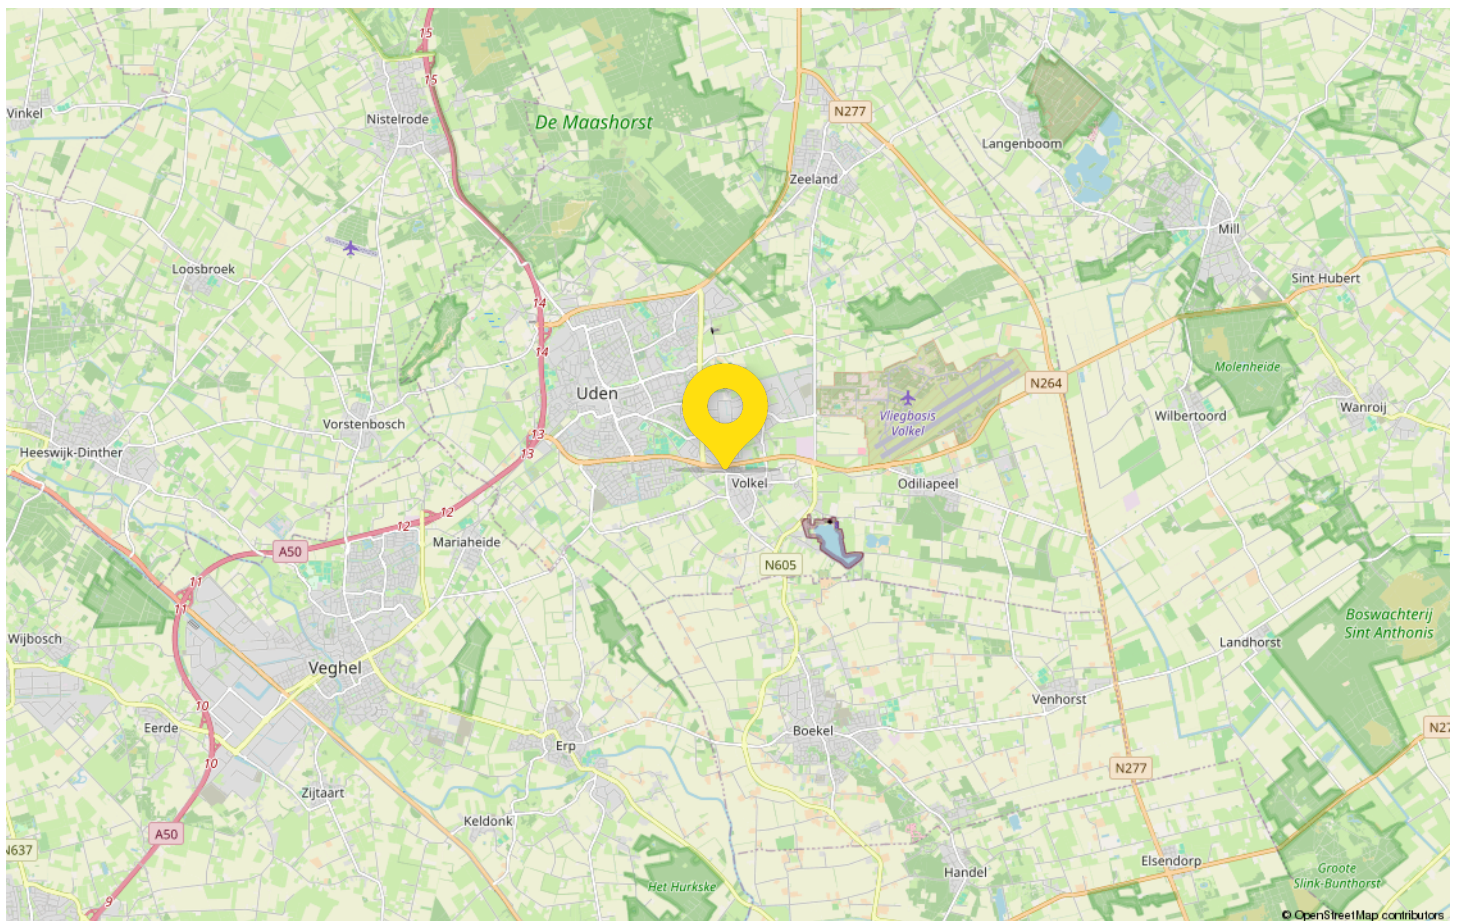 15
15
Nistelrode
Vinkel
De Maashorst
N277
Langenboom
Zeeland
Mill
Loosbroek
Sint Hubert
14
14
Molenheide
N264
Uden
Vliegbasis
Volkel
Wanroij
Wilbertoord
Vorstenbosch
13
13
Heeswijk-Dinther
Volkel
Odiliapeel
12
12
Mariaheide
A50
N605
11
11
Boswachterij
Sint Anthonis
Wijbosch
Landhorst
Veghel
Venhorst
10
Eerde
Boekel
N27
Erp
10
N277
Zijtaart
Keldonk
A50
N637
Elsendorp
Handel
Groote
Slink-Bunthorst
Het Hurkske
9
© OpenStreetMap contributors